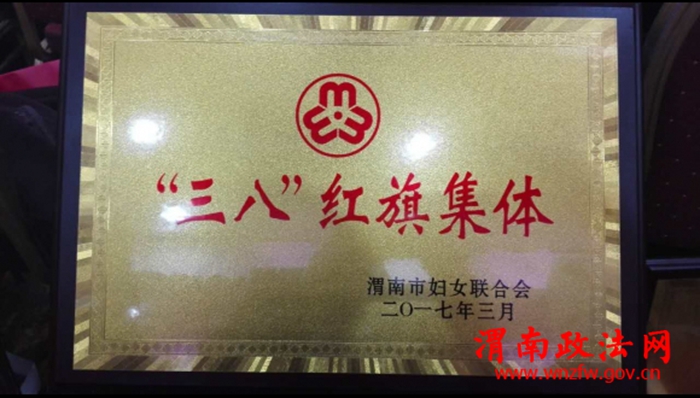 “三八”红旗集体
渭南市妇女联合会
二〇一七年三月
渭南政法网
www.wnzfw.gov.cn